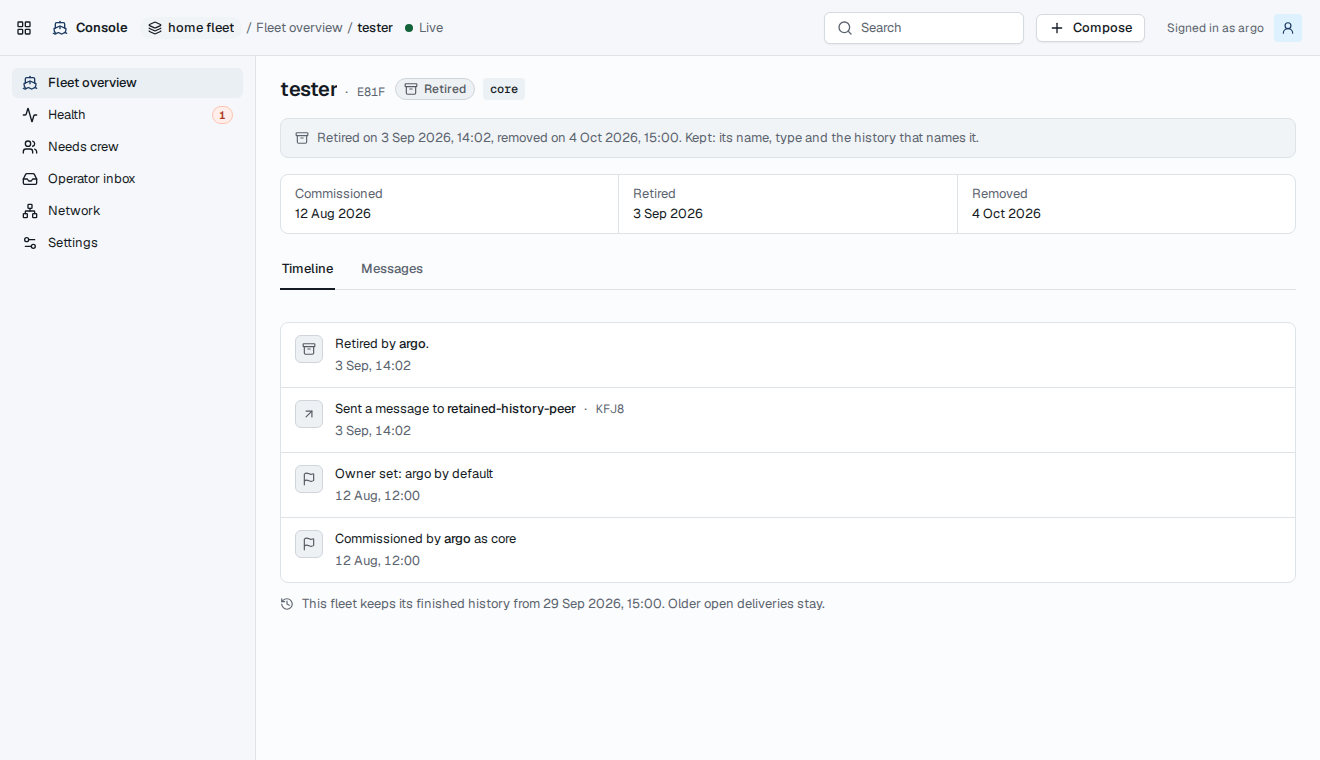 Console home fleet / Fleet overview / tester Live Search Compose Signed in as argo
Fleet overview
Health 1
Needs crew
Operator inbox
Network
Settings
tester · E81F Retired core
Retired on 3 Sep 2026, 14:02, removed on 4 Oct 2026, 15:00. Kept: its name, type and the history that names it.
Commissioned
12 Aug 2026
Retired
3 Sep 2026
Removed
4 Oct 2026
Timeline Messages
Retired by argo.
3 Sep, 14:02
Sent a message to retained-history-peer · KFJ8
3 Sep, 14:02
Owner set: argo by default
12 Aug, 12:00
Commissioned by argo as core
12 Aug, 12:00
This fleet keeps its finished history from 29 Sep 2026, 15:00. Older open deliveries stay.